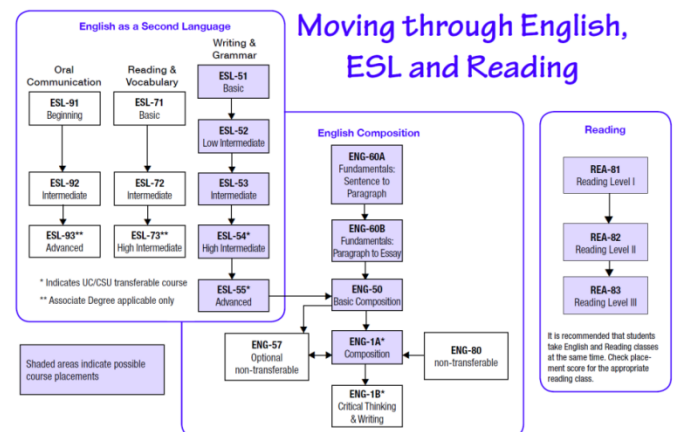 Moving through English,
ESL and Reading
English as a Second Language
Oral
Communication
ESL-91
Beginning
ESL-92
Intermediate
ESL-93**
Advanced
Reading &
Vocabulary
ESL-71
Basic
ESL-72
Intermediate
ESL-73**
High Intermediate
Writing &
Grammar
ESL-51
Basic
ESL-52
Low Intermediate
ESL-53
Intermediate
ESL-54*
High Intermediate
ESL-55*
Advanced
* Indicates UC/CSU transferable course
** Associate Degree applicable only
Shaded areas indicate possible
course placements
English Composition
ENG-60A
Fundamentals:
Sentence to
Paragraph
ENG-60B
Fundamentals:
Paragraph to Essay
ENG-50
Basic Composition
ENG-57
Optional
non-transferable
ENG-1A*
Composition
ENG-80
non-transferable
ENG-1B*
Critical Thinking
& Writing
Reading
REA-81
Reading Level I
REA-82
Reading Level II
REA-83
Reading Level III
It is recommended that students
take English and Reading classes
at the same time. Check place-
ment score for the appropriate
reading class.